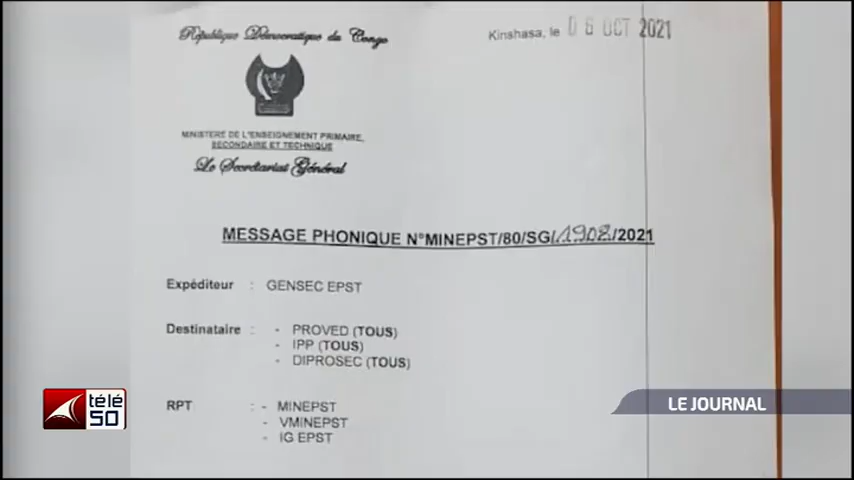 République Démocratique du Congo
Kinshasa, le 06 OCT 2021
MINISTERE DE L'ENSEIGNEMENT PRIMAIRE,
SECONDAIRE ET TECHNIQUE
Le Secrétariat Général
MESSAGE PHONIQUE N°MINEPST/80/SG/1902/2021
Expéditeur : GENSEC EPST
Destinataire : - PROVED (TOUS)
- IPP (TOUS)
- DIPROSEC (TOUS)
RPT : - MINEPST
- VMINEPST
- IG EPST
télé
50
LE JOURNAL